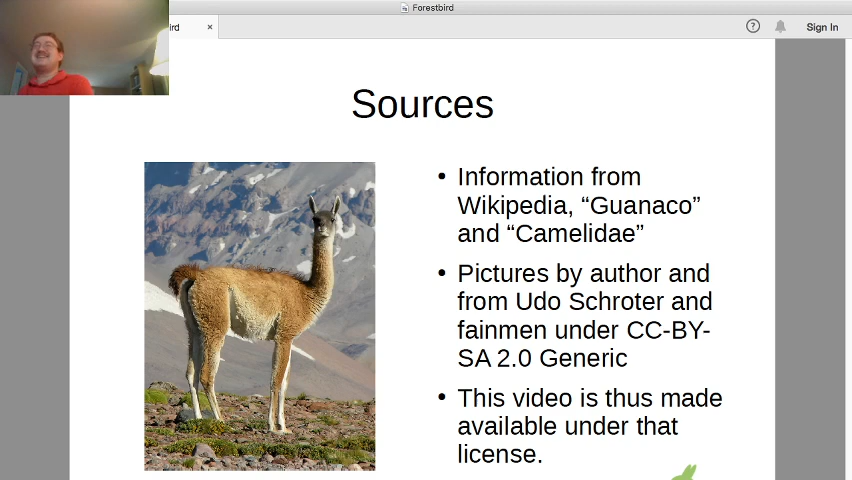 Forestbird
ird
×
?
Sign In
Sources
• Information from
Wikipedia, “Guanaco”
and “Camelidae”
• Pictures by author and
from Udo Schroter and
fainmen under CC-BY-
SA 2.0 Generic
• This video is thus made
available under that
license.